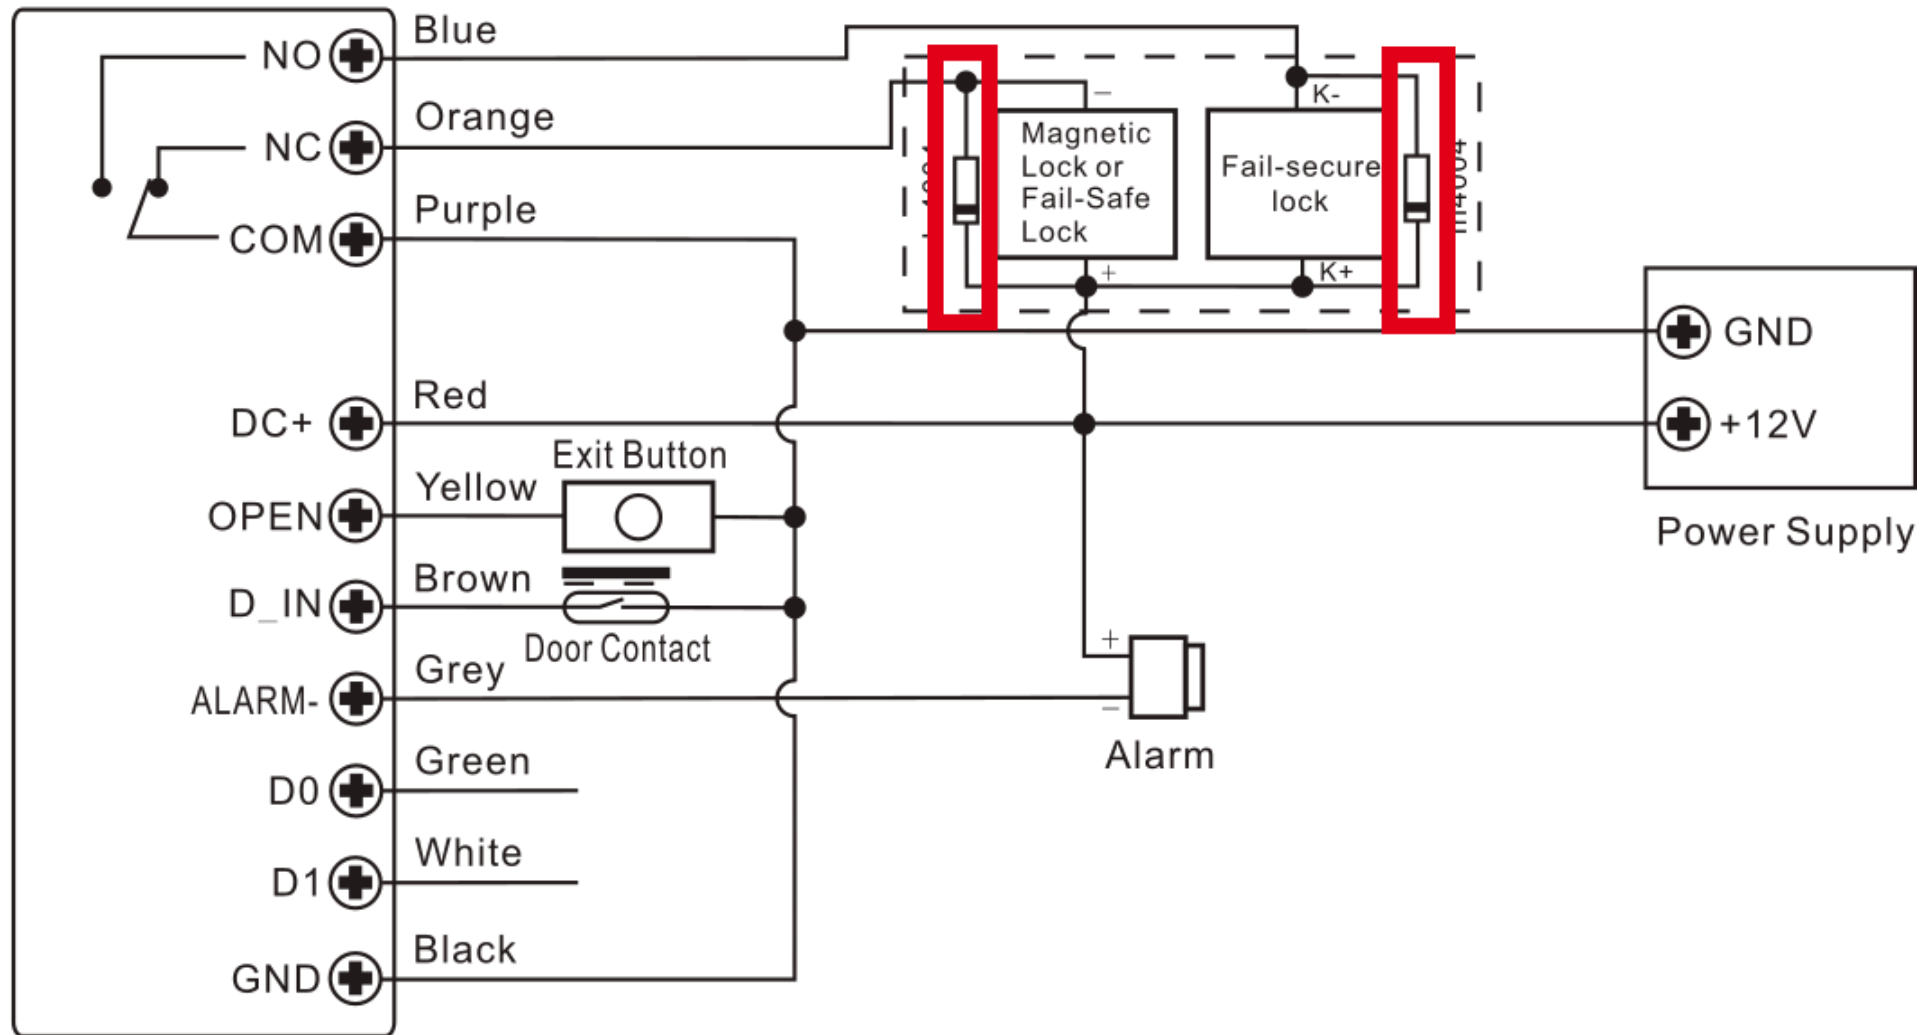 NO
Blue
NC
Orange
COM
Purple
DC+
Red
OPEN
Yellow
Exit Button
D_IN
Brown
Door Contact
ALARM-
Grey
D0
Green
D1
White
GND
Black
−
Magnetic
Lock or
Fail-Safe
Lock
+
K-
Fail-secure
lock
K+
GND
+12V
Power Supply
+
−
Alarm